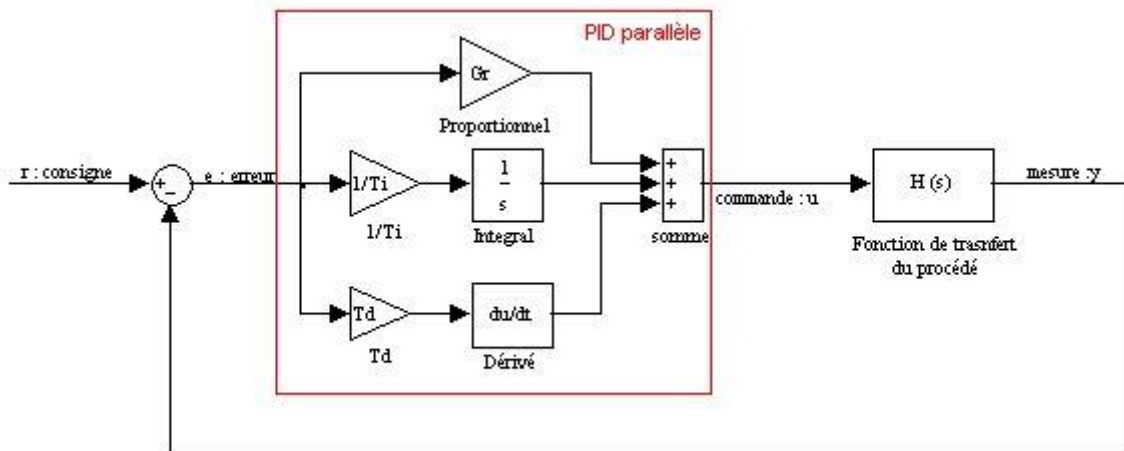 PID parallèle
Gr
Proportionnel
r : consigne
+
-
e : erreur
1/Ti
1/Ti
1
s
Integral
+
+
+
somme
commande : u
H (s)
Fonction de trasnfert
du procédé
mesure :y
Td
Td
du/dt
Dérivé